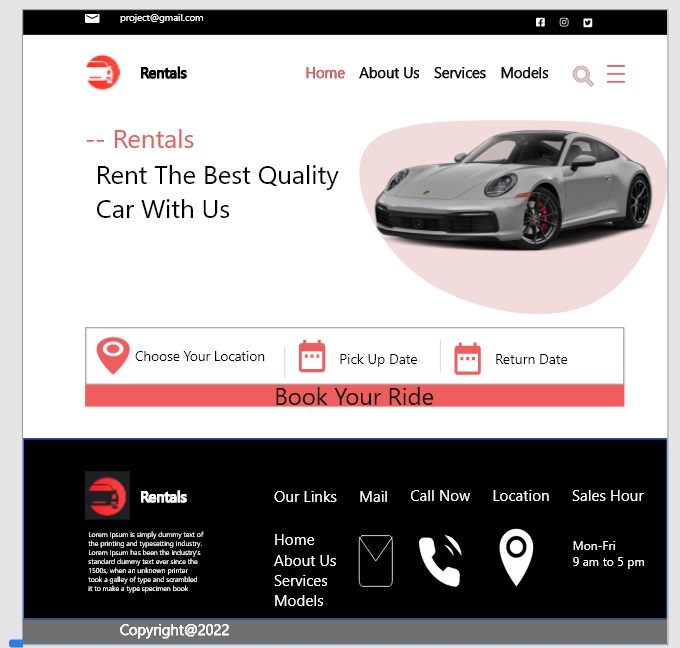 project@gmail.com
Rentals
Home About Us Services Models
-- Rentals
Rent The Best Quality
Car With Us
Choose Your Location
Pick Up Date
Return Date
Book Your Ride
Rentals
Lorem Ipsum is simply dummy text of
the printing and typesetting industry.
Lorem Ipsum has been the industry's
standard dummy text ever since the
1500s, when an unknown printer
took a galley of type and scrambled
it to make a type specimen book
Our Links
Home
About Us
Services
Models
Mail
Call Now
Location
Sales Hour
Mon-Fri
9 am to 5 pm
Copyright@2022